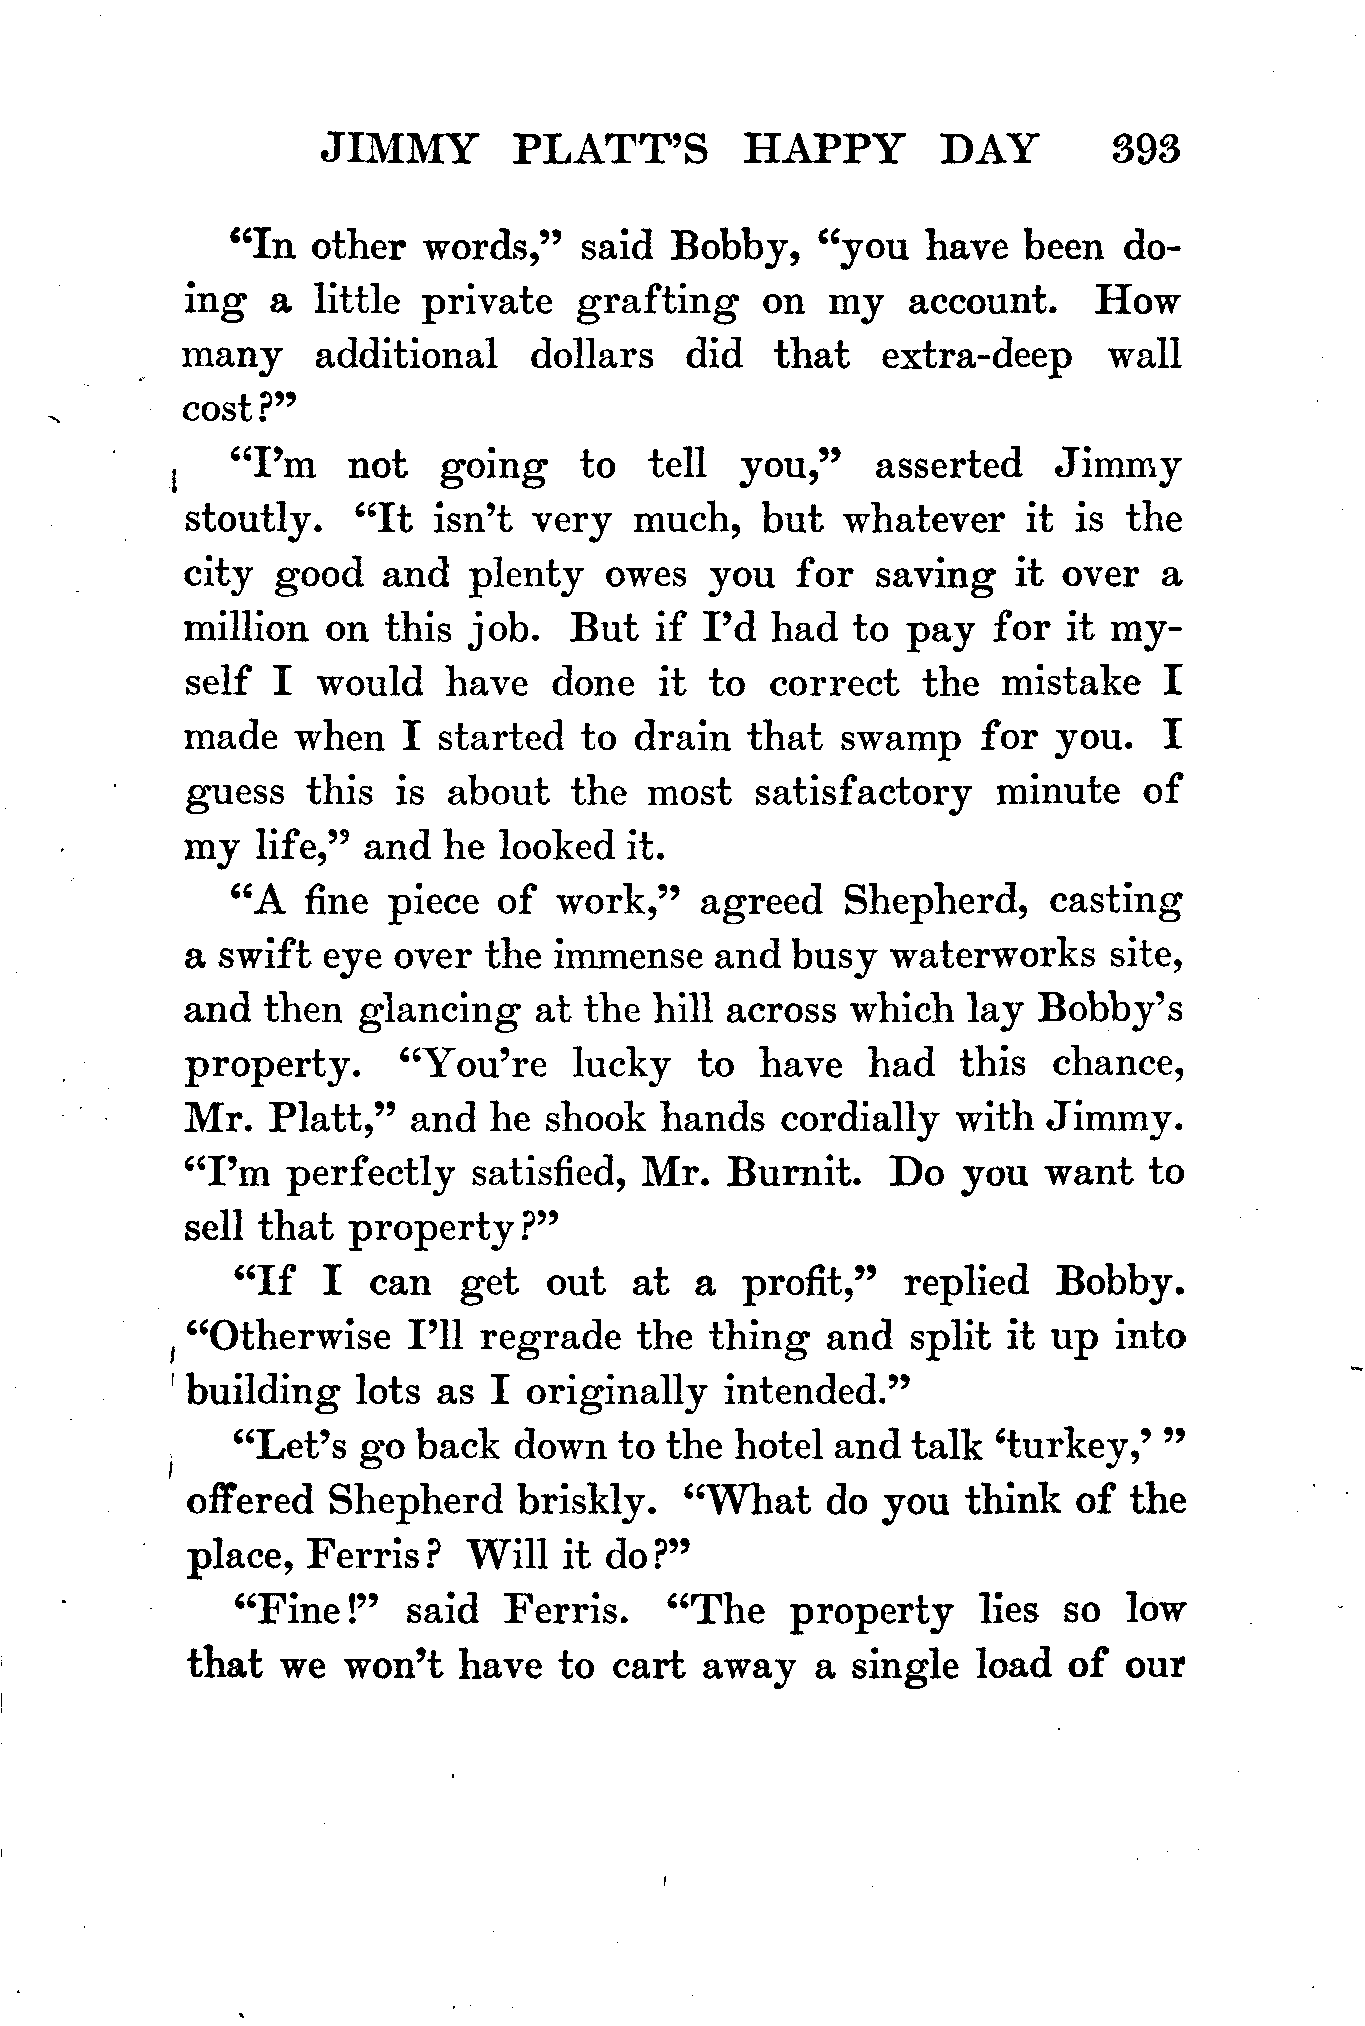 JIMMY PLATT'S HAPPY DAY 393
“In other words,” said Bobby, “you have been do-
ing a little private grafting on my account. How
many additional dollars did that extra-deep wall
cost?”
“I’m not going to tell you,” asserted Jimmy
stoutly. “It isn’t very much, but whatever it is the
city good and plenty owes you for saving it over a
million on this job. But if I’d had to pay for it my-
self I would have done it to correct the mistake I
made when I started to drain that swamp for you. I
guess this is about the most satisfactory minute of
my life,” and he looked it.
“A fine piece of work,” agreed Shepherd, casting
a swift eye over the immense and busy waterworks site,
and then glancing at the hill across which lay Bobby’s
property. “You’re lucky to have had this chance,
Mr. Platt,” and he shook hands cordially with Jimmy.
“I’m perfectly satisfied, Mr. Burnit. Do you want to
sell that property?”
“If I can get out at a profit,” replied Bobby.
“Otherwise I’ll regrade the thing and split it up into
building lots as I originally intended.”
“Let’s go back down to the hotel and talk ‘turkey,’ ”
offered Shepherd briskly. “What do you think of the
place, Ferris? Will it do?”
“Fine!” said Ferris. “The property lies so low
that we won’t have to cart away a single load of our